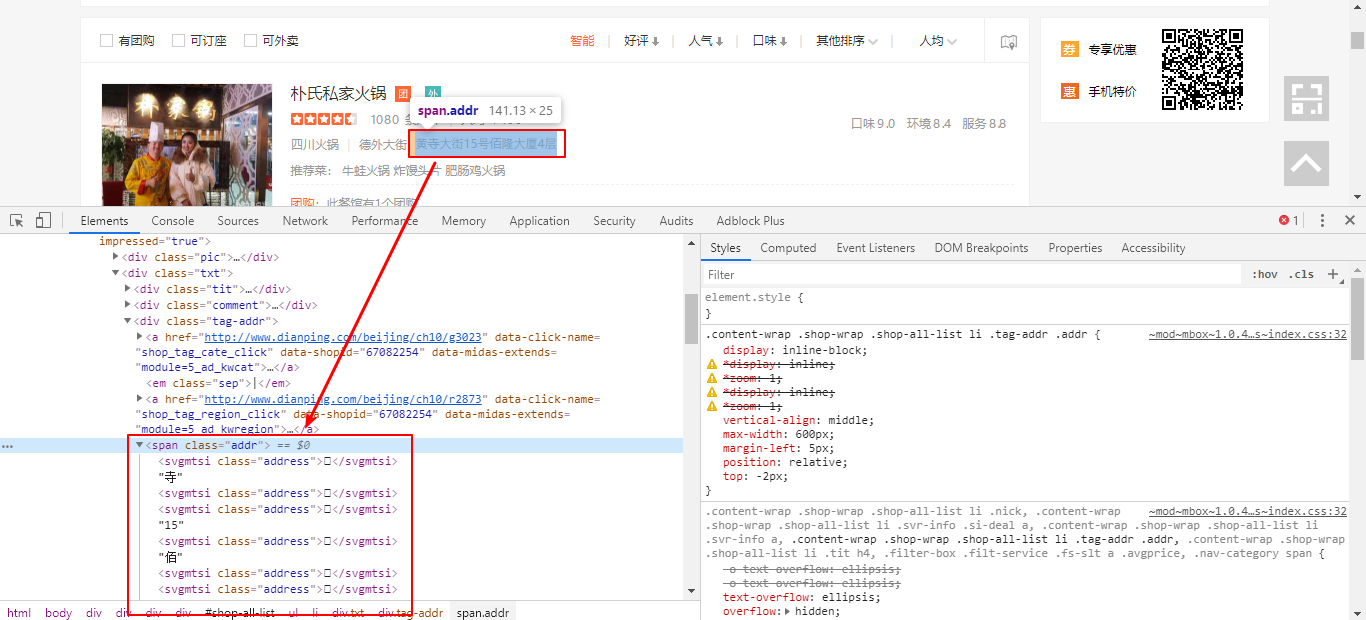 有团购 可订座 可外卖 智能 好评 人气 口味 其他排序 人均
券 专享优惠
惠 手机特价
朴氏私家火锅 团 外
span.addr 141.13 × 25
1080
口味9.0 环境8.4 服务8.8
四川火锅 德外大街 黄寺大街15号佰隆大厦4层
推荐菜: 牛蛙火锅 炸馒头片 肥肠鸡火锅
团购: 此餐馆有1个团购
Elements Console Sources Network Performance Memory Application Security Audits Adblock Plus 1
impressed="true">
<div class="pic">…</div>
<div class="txt">
<div class="tit">…</div>
<div class="comment">…</div>
<div class="tag-addr">
<a href="http://www.dianping.com/beijing/ch10/g3023" data-click-name=
"shop_tag_cate_click" data-shopid="67082254" data-midas-extends=
"module=5_ad_kwcat">…</a>
<em class="sep">|</em>
<a href="http://www.dianping.com/beijing/ch10/r2873" data-click-name=
"shop_tag_region_click" data-shopid="67082254" data-midas-extends=
"module=5_ad_kwregion">…</a>
<span class="addr"> == $0
<svgmtsi class="address">□</svgmtsi>
"寺"
<svgmtsi class="address">□</svgmtsi>
<svgmtsi class="address">□</svgmtsi>
"15"
<svgmtsi class="address">□</svgmtsi>
"佰"
<svgmtsi class="address">□</svgmtsi>
<svgmtsi class="address">□</svgmtsi>
html body div div div div #shop-all-list ul li div.txt div.tag-addr span.addr
Styles Computed Event Listeners DOM Breakpoints Properties Accessibility
Filter :hov .cls +
element.style {
}
.content-wrap .shop-wrap .shop-all-list li .tag-addr .addr { ~mod~mbox~1.0.4…s~index.css:32
display: inline-block;
*display: inline;
*zoom: 1;
*display: inline;
*zoom: 1;
vertical-align: middle;
max-width: 600px;
margin-left: 5px;
position: relative;
top: -2px;
}
.content-wrap .shop-wrap .shop-all-list li .nick, .content-wrap ~mod~mbox~1.0.4…s~index.css:32
.shop-wrap .shop-all-list li .svr-info .si-deal a, .content-wrap .shop-wrap .shop-all-list li
.svr-info a, .content-wrap .shop-wrap .shop-all-list li .tag-addr .addr, .content-wrap .shop-wrap
.shop-all-list li .tit h4, .filter-box .filt-service .fs-slt a .avgprice, .nav-category span {
-o-text-overflow: ellipsis;
-o-text-overflow: ellipsis;
text-overflow: ellipsis;
overflow: hidden;